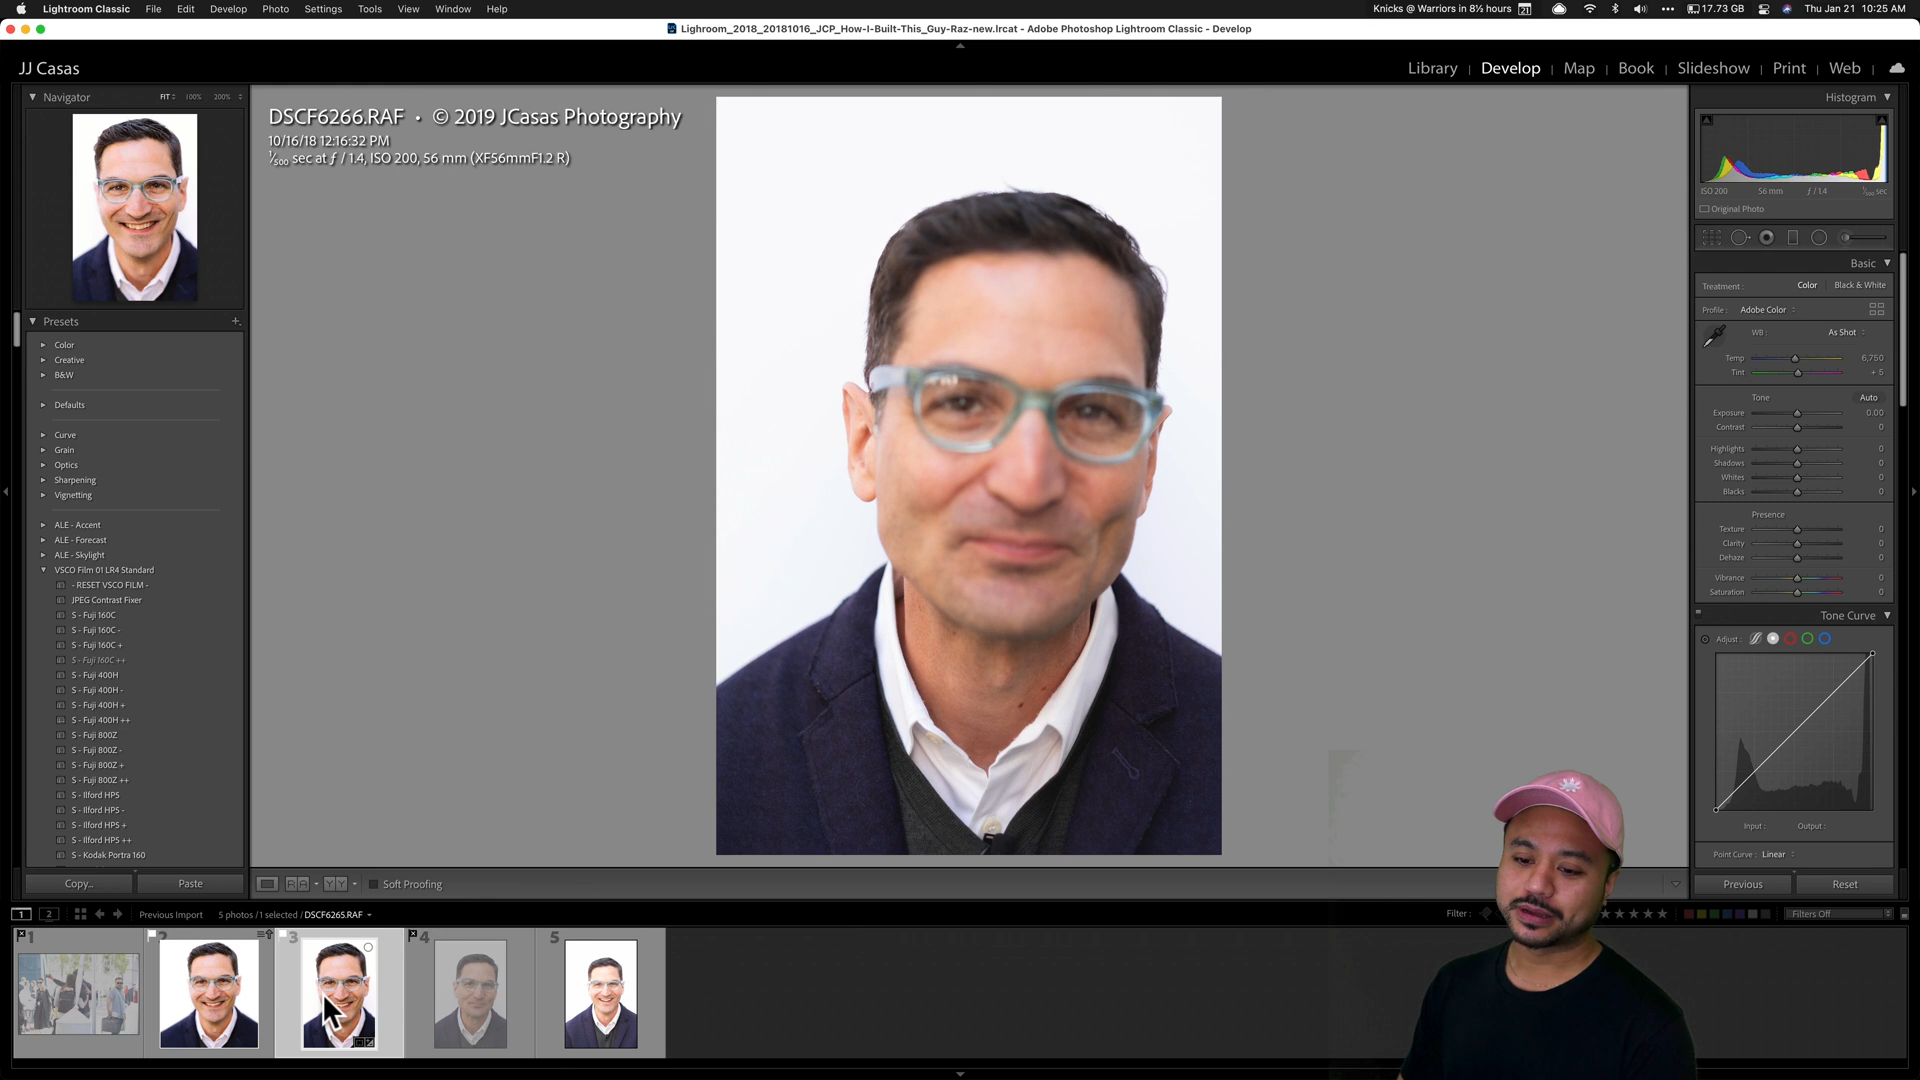 Lightroom Classic File Edit Develop Photo Settings Tools View Window Help
Knicks @ Warriors in 8½ hours 21 17.73 GB Thu Jan 21 10:25 AM
Lighroom_2018_20181016_JCP_How-I-Built-This_Guy-Raz-new.lrcat - Adobe Photoshop Lightroom Classic - Develop
JJ Casas
Library | Develop | Map | Book | Slideshow | Print | Web
Navigator FIT 100% 200%
Presets
Color
Creative
B&W
Defaults
Curve
Grain
Optics
Sharpening
Vignetting
ALE - Accent
ALE - Forecast
ALE - Skylight
VSCO Film 01 LR4 Standard
- RESET VSCO FILM -
JPEG Contrast Fixer
S - Fuji 160C
S - Fuji 160C -
S - Fuji 160C +
S - Fuji 160C ++
S - Fuji 400H
S - Fuji 400H -
S - Fuji 400H +
S - Fuji 400H ++
S - Fuji 800Z
S - Fuji 800Z -
S - Fuji 800Z +
S - Fuji 800Z ++
S - Ilford HP5
S - Ilford HP5 -
S - Ilford HP5 +
S - Ilford HP5 ++
S - Kodak Portra 160
Copy... Paste
DSCF6266.RAF • © 2019 JCasas Photography
10/16/18 12:16:32 PM
1/500 sec at ƒ / 1.4, ISO 200, 56 mm (XF56mmF1.2 R)
Soft Proofing
Histogram
ISO 200 56 mm ƒ / 1.4 1/500 sec
Original Photo
Basic
Treatment : Color Black & White
Profile : Adobe Color
WB : As Shot
Temp 6,750
Tint + 5
Tone Auto
Exposure 0.00
Contrast 0
Highlights 0
Shadows 0
Whites 0
Blacks 0
Presence
Texture 0
Clarity 0
Dehaze 0
Vibrance 0
Saturation 0
Tone Curve
Adjust :
Input : Output :
Point Curve : Linear
Previous Reset
1 2 Previous Import 5 photos / 1 selected / DSCF6265.RAF
Filter : Filters Off
1 2 3 4 5